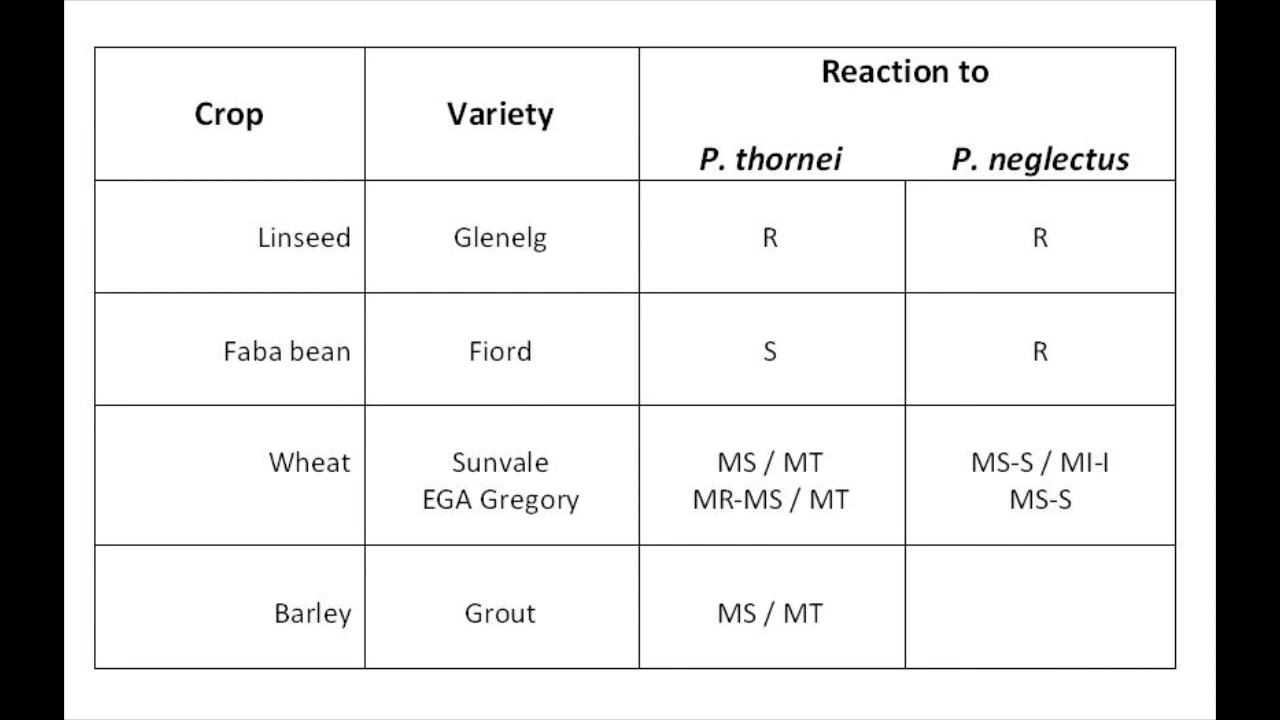 Crop Variety Reaction to
P. thornei P. neglectus
Linseed Glenelg R R
Faba bean Fiord S R
Wheat Sunvale MS / MT MS-S / MI-I
EGA Gregory MR-MS / MT MS-S
Barley Grout MS / MT